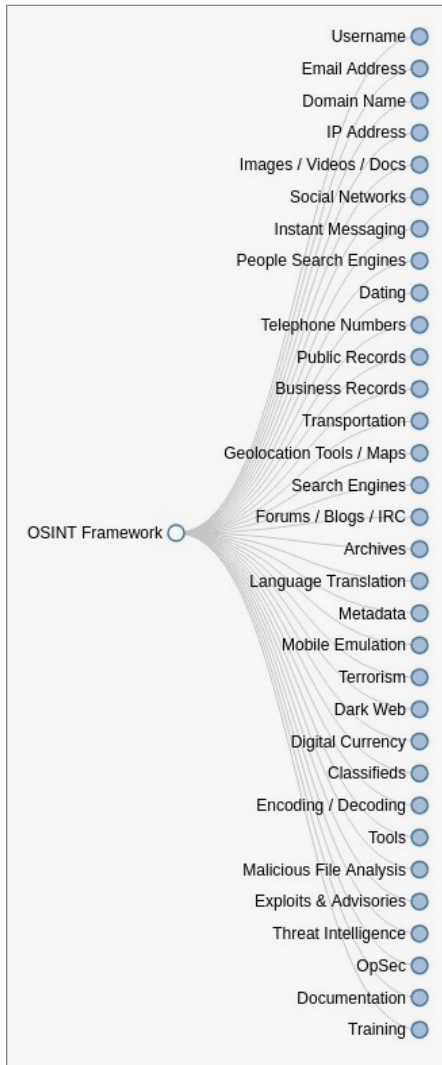 Username
Email Address
Domain Name
IP Address
Images / Videos / Docs
Social Networks
Instant Messaging
People Search Engines
Dating
Telephone Numbers
Public Records
Business Records
Transportation
Geolocation Tools / Maps
Search Engines
Forums / Blogs / IRC
OSINT Framework
Archives
Language Translation
Metadata
Mobile Emulation
Terrorism
Dark Web
Digital Currency
Classifieds
Encoding / Decoding
Tools
Malicious File Analysis
Exploits & Advisories
Threat Intelligence
OpSec
Documentation
Training